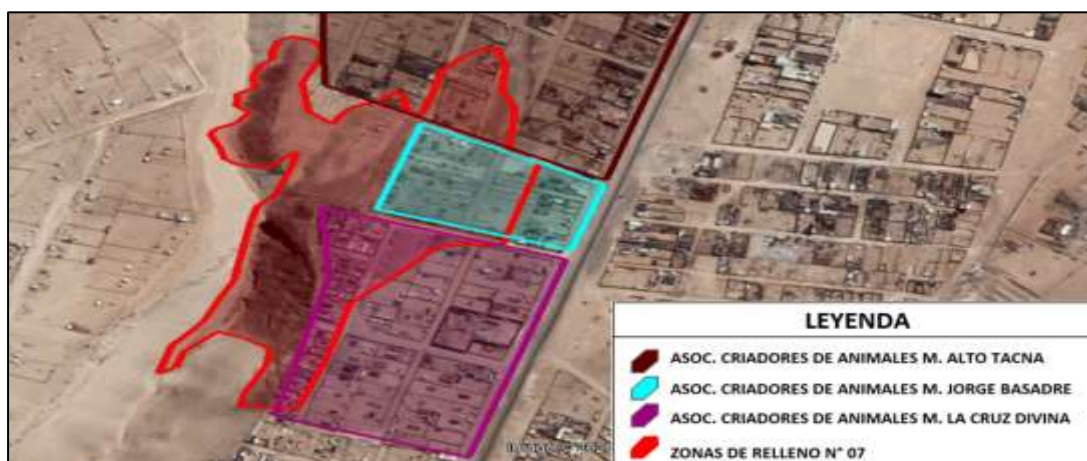 LEYENDA
ASOC. CRIADORES DE ANIMALES M. ALTO TACNA
ASOC. CRIADORES DE ANIMALES M. JORGE BASADRE
ASOC. CRIADORES DE ANIMALES M. LA CRUZ DIVINA
ZONAS DE RELLENO N° 07